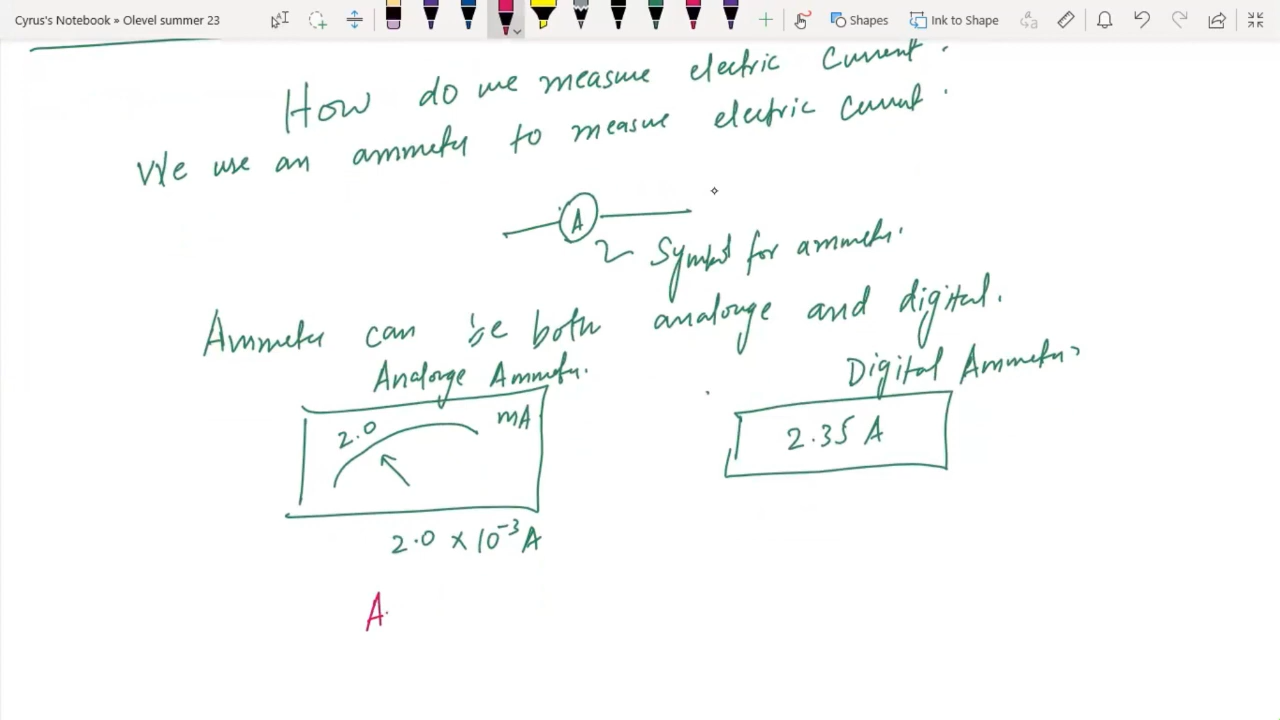 Cyrus's Notebook » Olevel summer 23
Shapes
Ink to Shape
How do we measure electric current.
We use an ammeter to measure electric current.
A
Symbol for ammeter.
Ammeter can be both analouge and digital.
Analouge Ammeter.
Digital Ammeter
2.0
mA
2.35 A
2.0 × 10⁻³ A
A